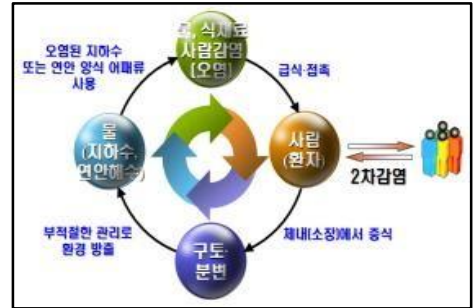 물, 식재료
사람감염
[오염]
오염된 지하수
또는 연안 양식 어패류
사용
급식·접촉
물
(지하수,
연안해수)
사람
(환자)
2차감염
부적절한 관리로
환경 방출
체내(소장)에서 증식
구토·
분변